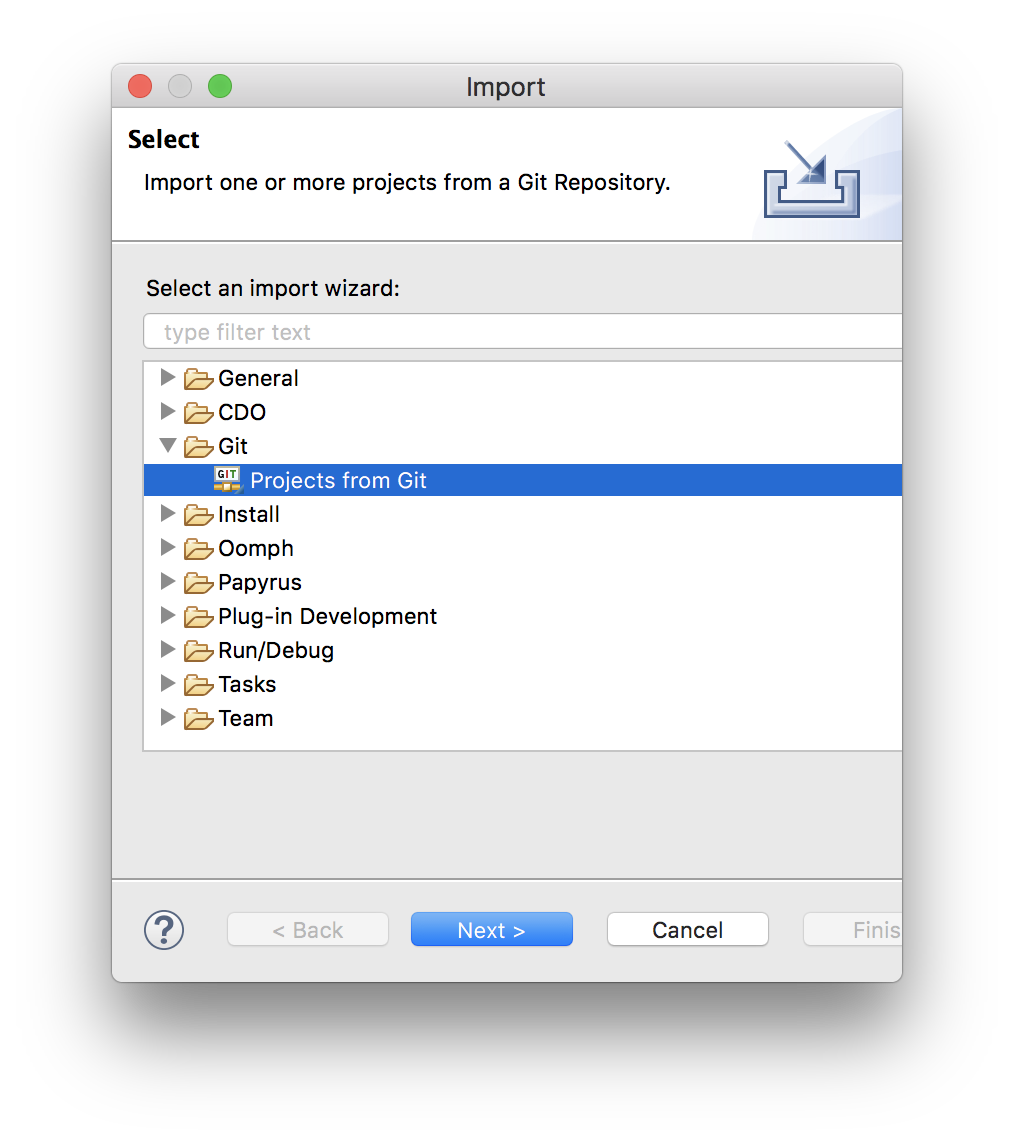 Import
Select
Import one or more projects from a Git Repository.
Select an import wizard:
type filter text
General
CDO
Git
GIT Projects from Git
Install
Oomph
Papyrus
Plug-in Development
Run/Debug
Tasks
Team
? < Back Next > Cancel Finis